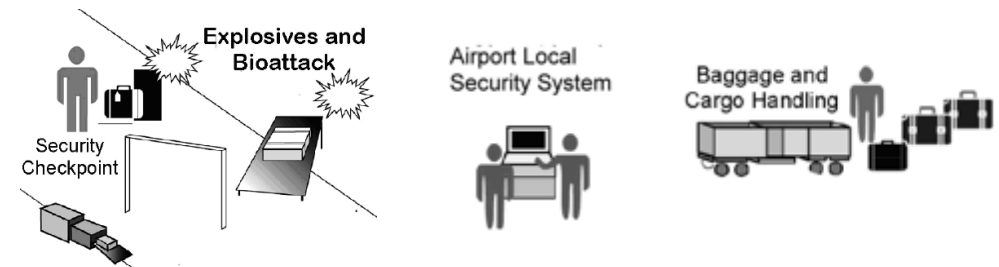 Explosives and
Bioattack
Security
Checkpoint
Airport Local
Security System
Baggage and
Cargo Handling